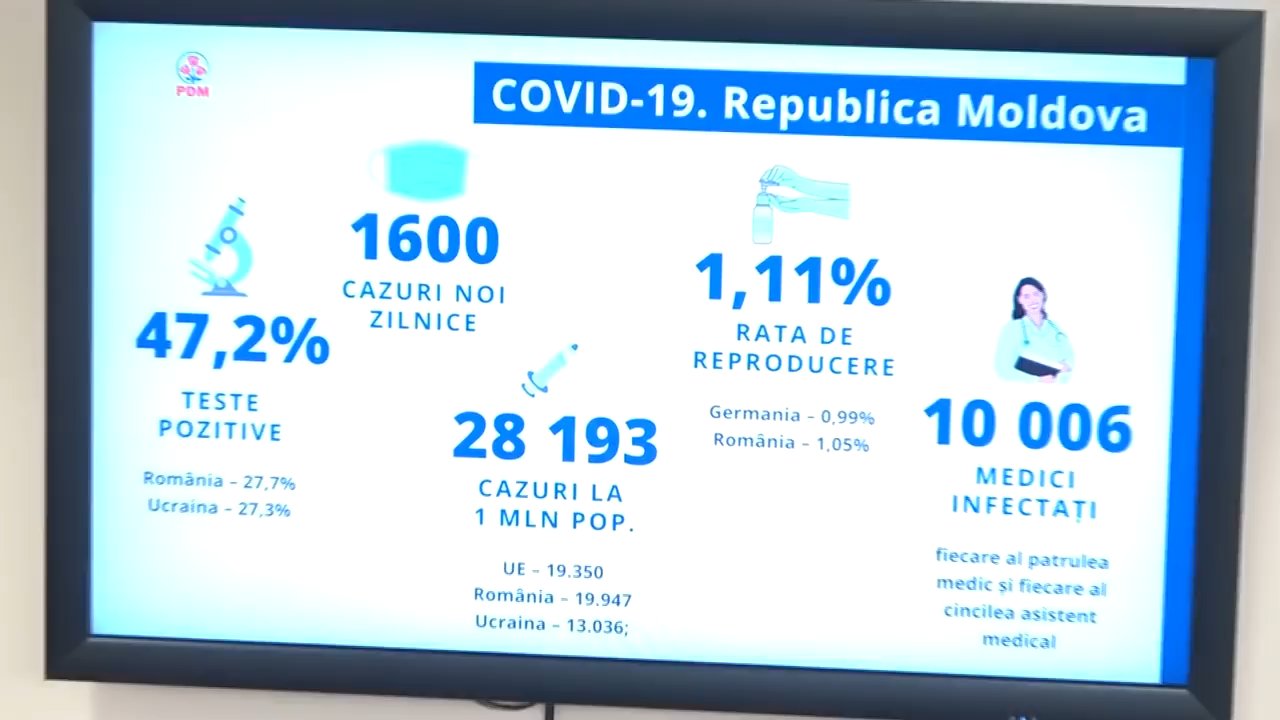 PDM
COVID-19. Republica Moldova
47,2%
TESTE
POZITIVE
România – 27,7%
Ucraina – 27,3%
1600
CAZURI NOI
ZILNICE
28 193
CAZURI LA
1 MLN POP.
UE – 19.350
România – 19.947
Ucraina – 13.036;
1,11%
RATA DE
REPRODUCERE
Germania – 0,99%
România – 1,05%
10 006
MEDICI
INFECTAȚI
fiecare al patrulea
medic și fiecare al
cincilea asistent
medical